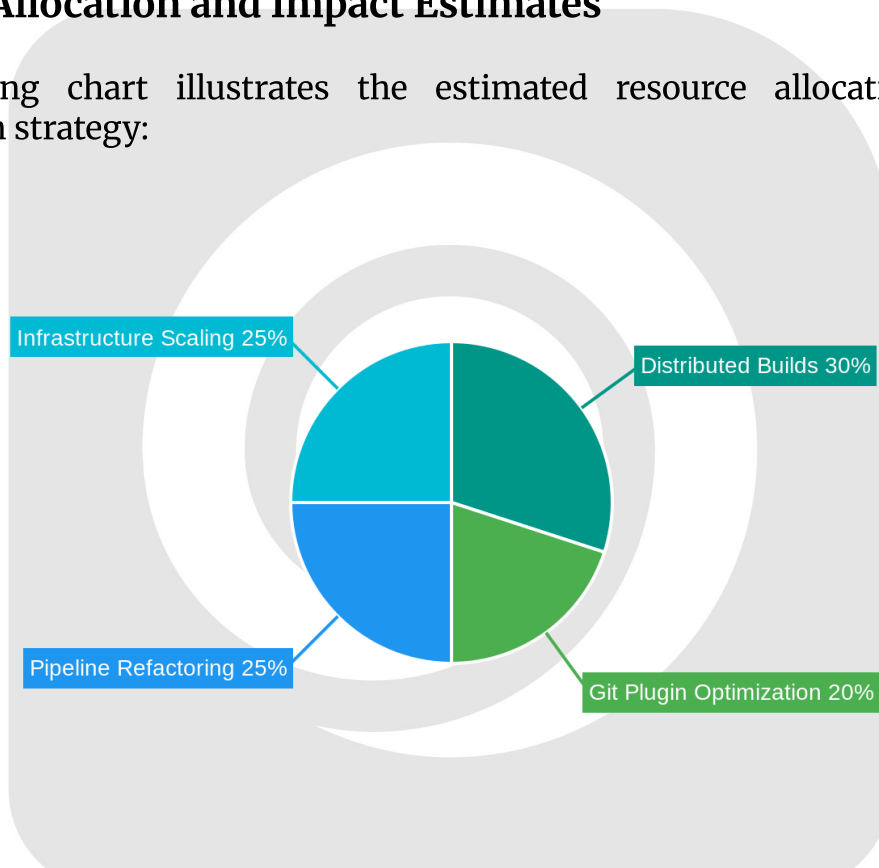 Allocation and Impact Estimates
chart illustrates the estimated resource
strategy:
Infrastructure Scaling 25%
Distributed Builds 30%
Pipeline Refactoring 25%
Git Plugin Optimization 20%